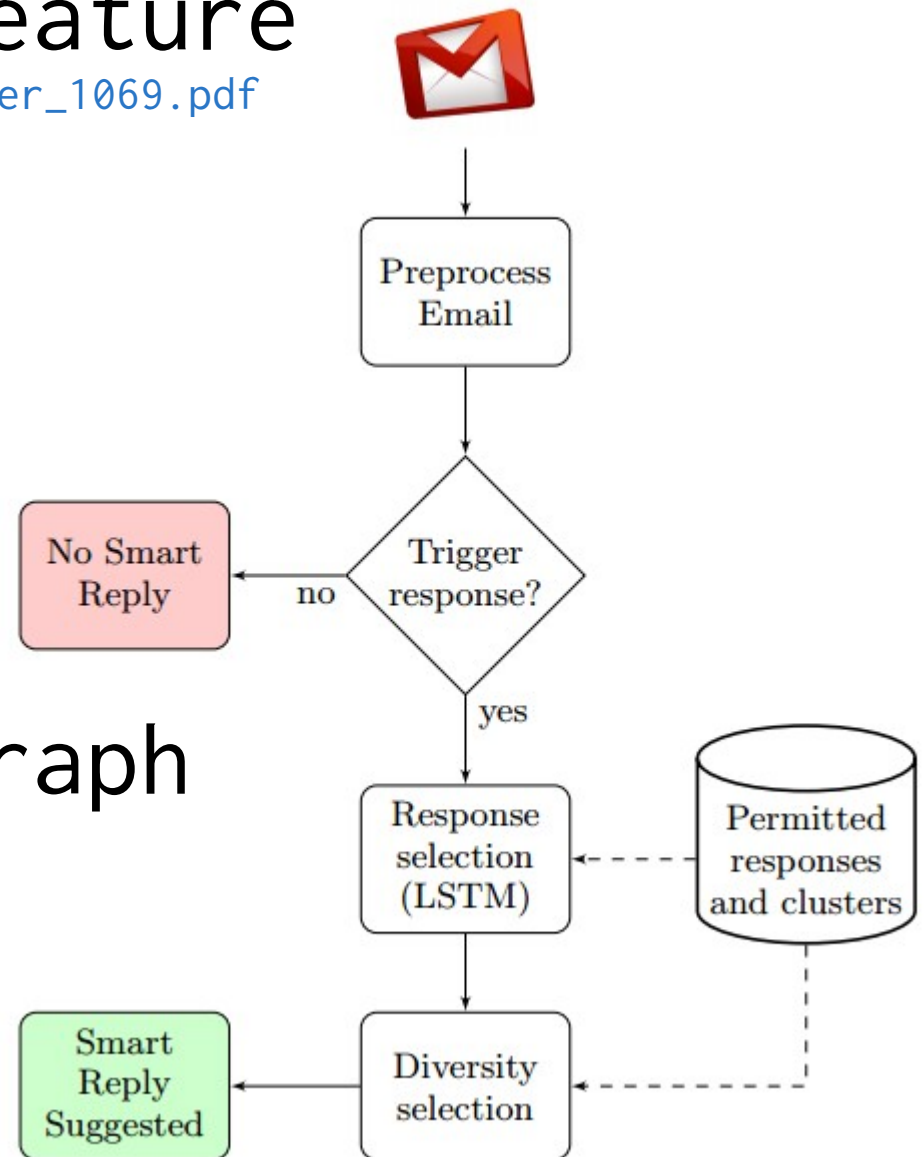 eature
er_1069.pdf
Preprocess
Email
Trigger
response?
No Smart
Reply
no
yes
raph
Response
selection
(LSTM)
Permitted
responses
and clusters
Diversity
selection
Smart
Reply
Suggested